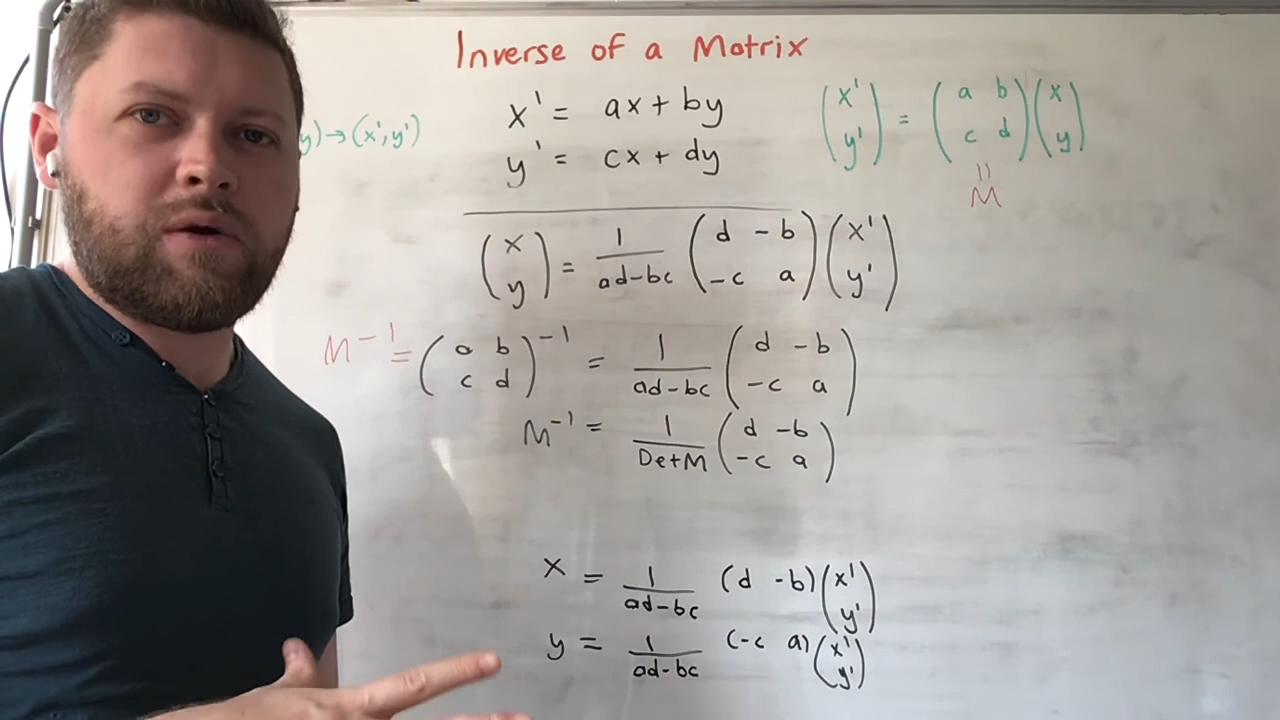 Inverse of a Matrix
x' = ax + by
y' = cx + dy
y) → (x', y')
(x' y') = (a b c d)(x y)
=
M
(x y) = 1/ad-bc (d -b -c a)(x' y')
M⁻¹ = (a b c d)⁻¹ = 1/ad-bc (d -b -c a)
M⁻¹ = 1/DetM (d -b -c a)
x = 1/ad-bc (d -b)(x' y')
y = 1/ad-bc (-c a)(x' y')